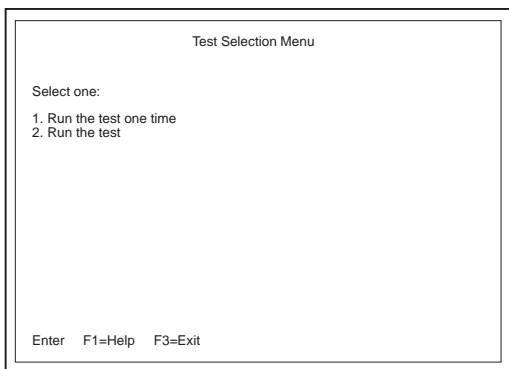 Test Selection Menu
Select one:
1. Run the test one time
2. Run the test
Enter F1=Help F3=Exit